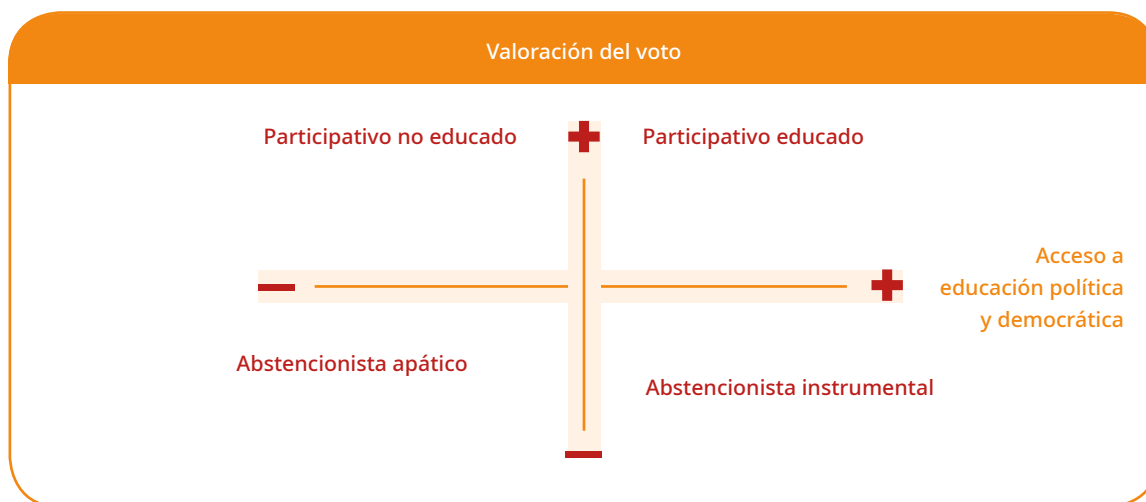 Valoración del voto
Participativo no educado
Participativo educado
Acceso a
educación política
y democrática
Abstencionista apático
Abstencionista instrumental